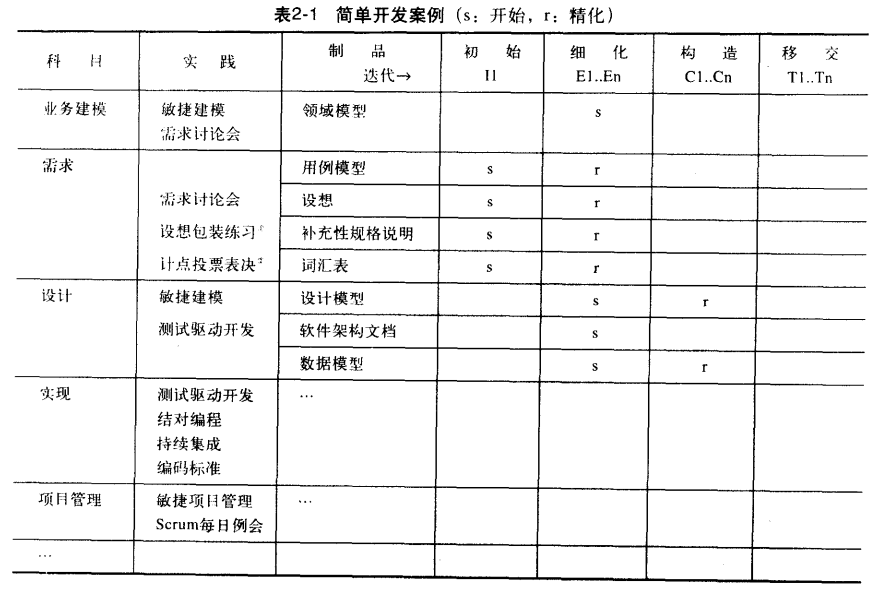 表2-1 简单开发案例（s：开始，r：精化）
科 目 实 践 制 品 初 始 细 化 构 造 移 交
迭代→ I1 E1..En C1..Cn T1..Tn
业务建模 敏捷建模 领域模型 s
需求讨论会
需求 用例模型 s r
需求讨论会 设想 s r
设想包装练习 补充性规格说明 s r
计点投票表决 词汇表 s r
设计 敏捷建模 设计模型 s r
测试驱动开发 软件架构文档 s
数据模型 s r
实现 测试驱动开发 …
结对编程
持续集成
编码标准
项目管理 敏捷项目管理 …
Scrum每日例会
…